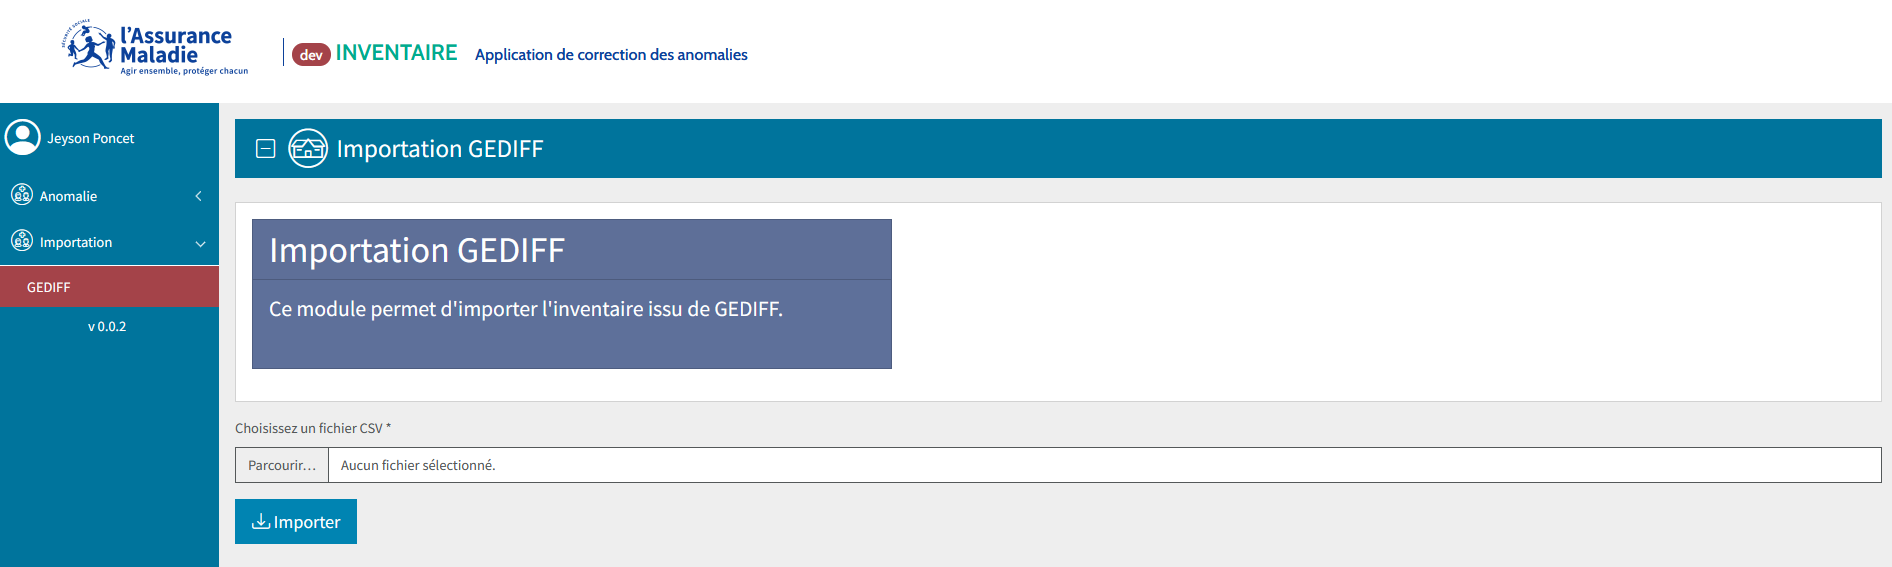 SÉCURITÉ SOCIALE
l'Assurance
Maladie
Agir ensemble, protéger chacun
dev INVENTAIRE Application de correction des anomalies
Jeyson Poncet
Anomalie
Importation
GEDIFF
v 0.0.2
Importation GEDIFF
Importation GEDIFF
Ce module permet d'importer l'inventaire issu de GEDIFF.
Choisissez un fichier CSV *
Parcourir... Aucun fichier sélectionné.
Importer